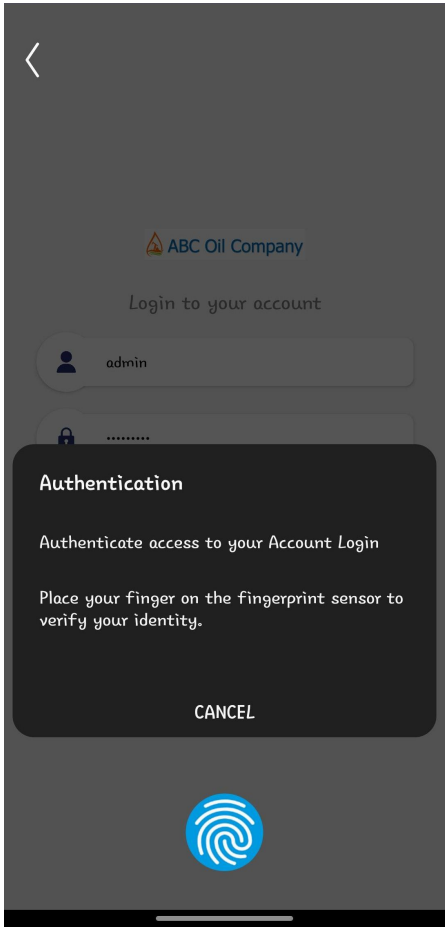 ABC Oil Company
Login to your account
admin
.........
Authentication
Authenticate access to your Account Login
Place your finger on the fingerprint sensor to
verify your identity.
CANCEL